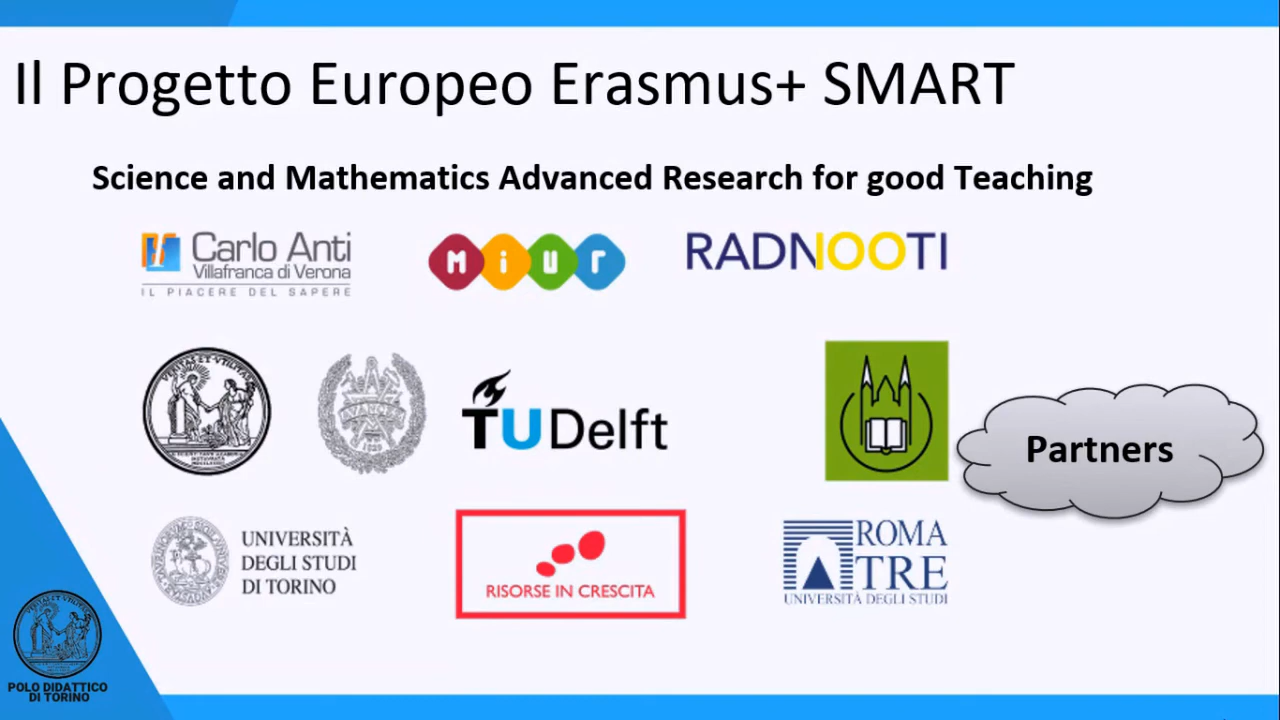 Il Progetto Europeo Erasmus+ SMART
Science and Mathematics Advanced Research for good Teaching
Carlo Anti
Villafranca di Verona
IL PIACERE DEL SAPERE
MIUR
RADNOOTI
TU Delft
Partners
UNIVERSITÀ
DEGLI STUDI
DI TORINO
RISORSE IN CRESCITA
ROMA
TRE
UNIVERSITÀ DEGLI STUDI
POLO DIDATTICO
DI TORINO